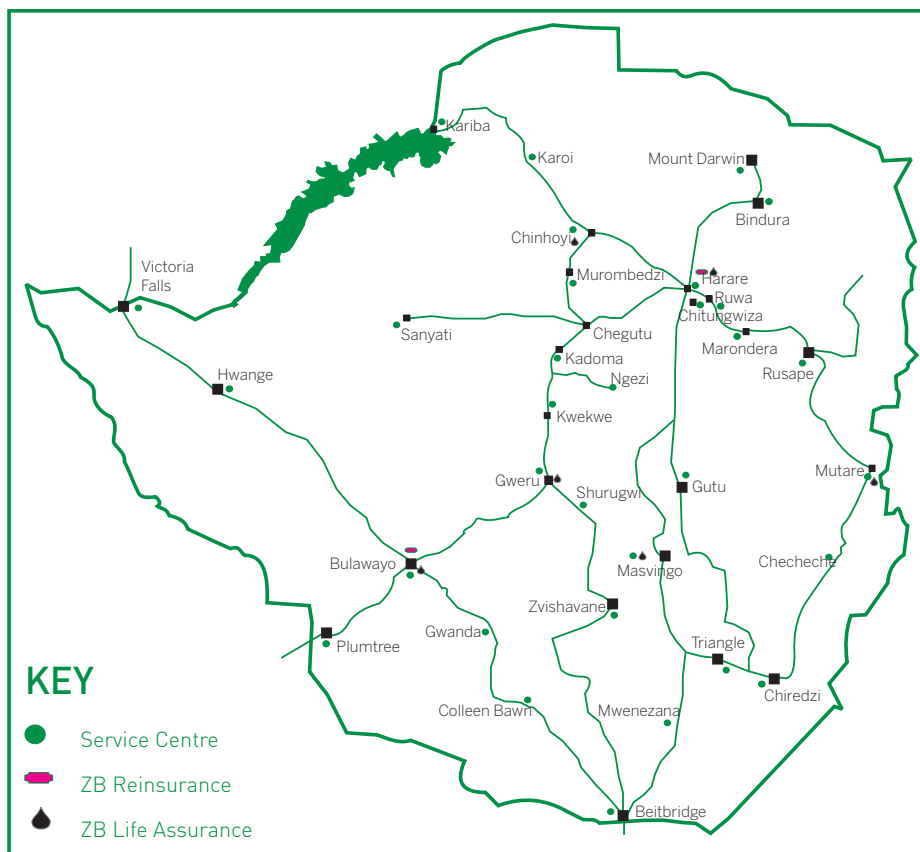 Kariba
Karoi
Mount Darwin
Bindura
Chinhoyi
Victoria
Falls
Murombedzi
Harare
Ruwa
Chitungwiza
Sanyati
Chegutu
Marondera
Kadoma
Rusape
Hwange
Ngezi
Kwekwe
Mutare
Gweru
Shurugwi
Gutu
Bulawayo
Masvingo
Checheche
Zvishavane
Gwanda
Plumtree
Triangle
Chiredzi
Colleen Bawn
Mwenezana
Beitbridge
KEY
Service Centre
ZB Reinsurance
ZB Life Assurance